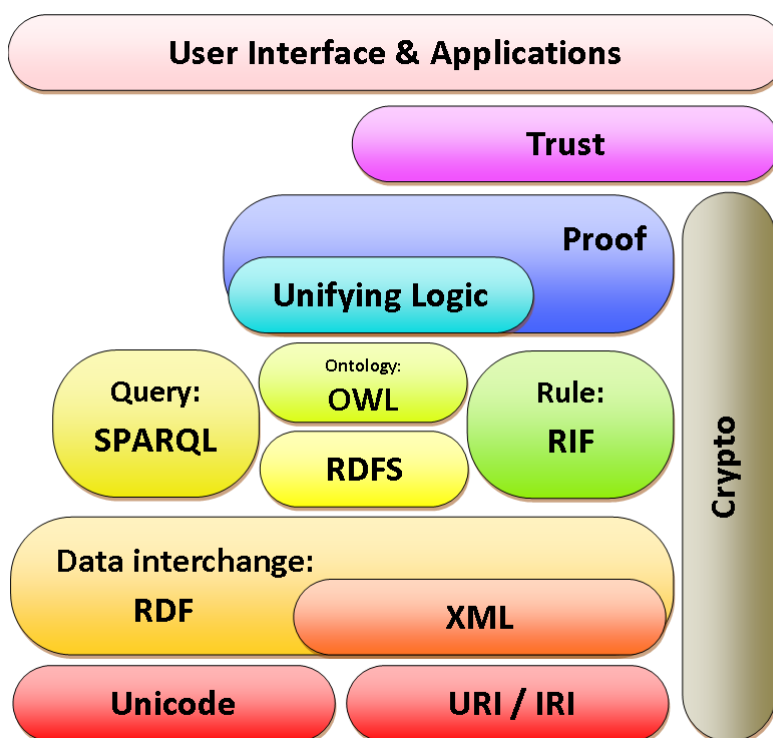 User Interface & Applications
Trust
Proof
Unifying Logic
Query:
SPARQL
Ontology:
OWL
RDFS
Rule:
RIF
Crypto
Data interchange:
RDF
XML
Unicode
URI / IRI